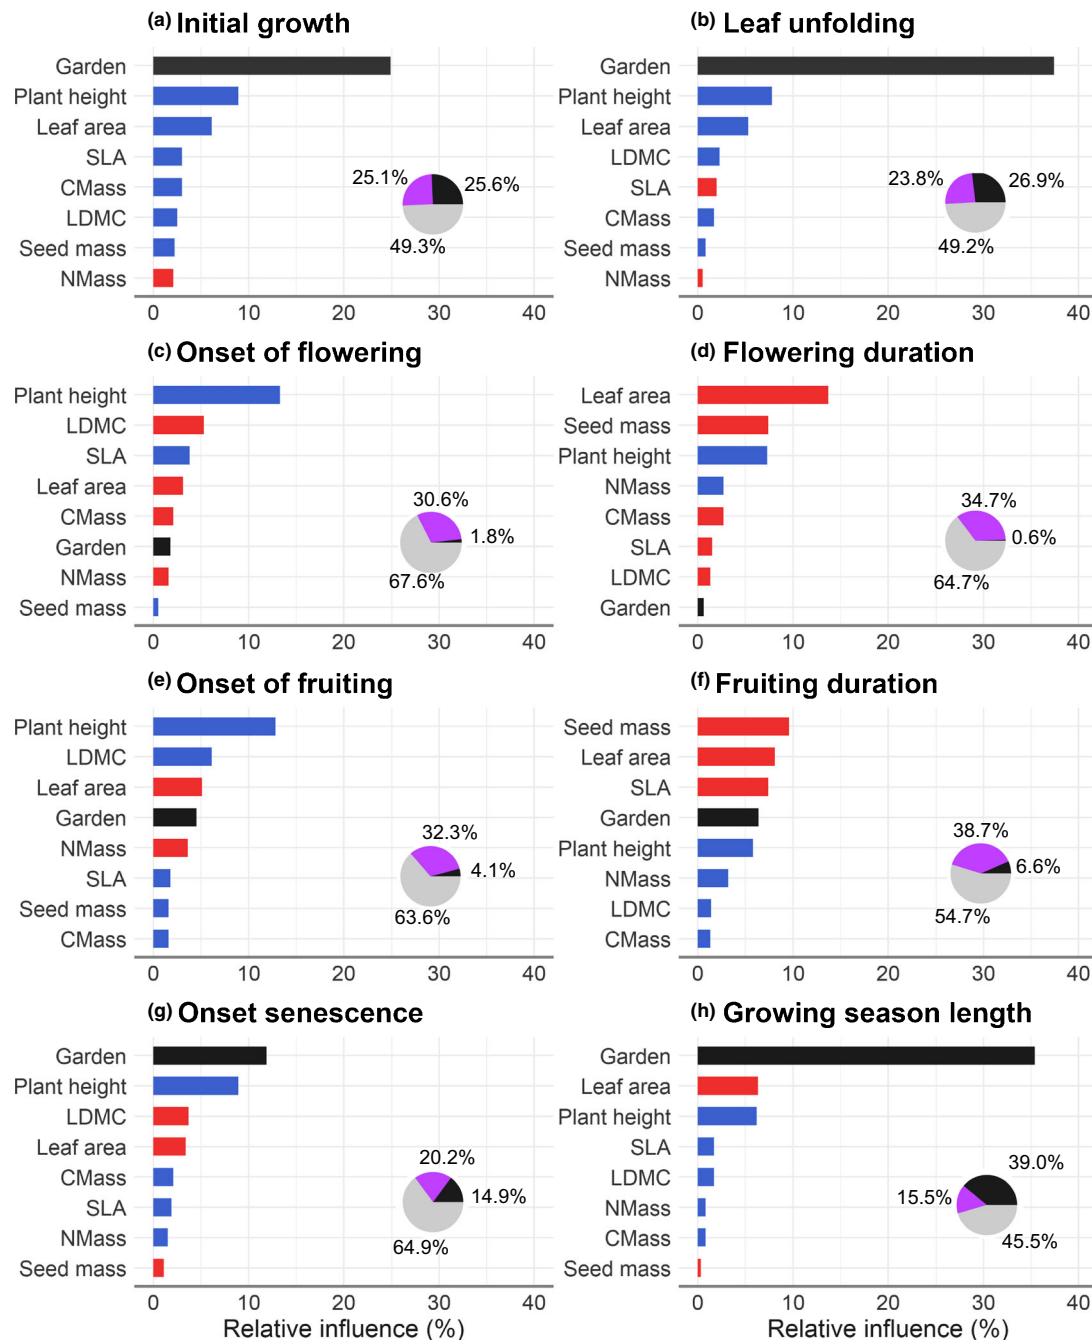 (a) Initial growth
Garden
Plant height
Leaf area
SLA
CMass
LDMC
Seed mass
NMass
25.1%
25.6%
49.3%
0 10 20 30 40
(b) Leaf unfolding
Garden
Plant height
Leaf area
LDMC
SLA
CMass
Seed mass
NMass
23.8%
26.9%
49.2%
0 10 20 30 40
(c) Onset of flowering
Plant height
LDMC
SLA
Leaf area
CMass
Garden
NMass
Seed mass
30.6%
1.8%
67.6%
0 10 20 30 40
(d) Flowering duration
Leaf area
Seed mass
Plant height
NMass
CMass
SLA
LDMC
Garden
34.7%
0.6%
64.7%
0 10 20 30 40
(e) Onset of fruiting
Plant height
LDMC
Leaf area
Garden
NMass
SLA
Seed mass
CMass
32.3%
4.1%
63.6%
0 10 20 30 40
(f) Fruiting duration
Seed mass
Leaf area
SLA
Garden
Plant height
NMass
LDMC
CMass
38.7%
6.6%
54.7%
0 10 20 30 40
(g) Onset senescence
Garden
Plant height
LDMC
Leaf area
CMass
SLA
NMass
Seed mass
20.2%
14.9%
64.9%
0 10 20 30 40
Relative influence (%)
(h) Growing season length
Garden
Leaf area
Plant height
SLA
LDMC
NMass
CMass
Seed mass
39.0%
15.5%
45.5%
0 10 20 30 40
Relative influence (%)